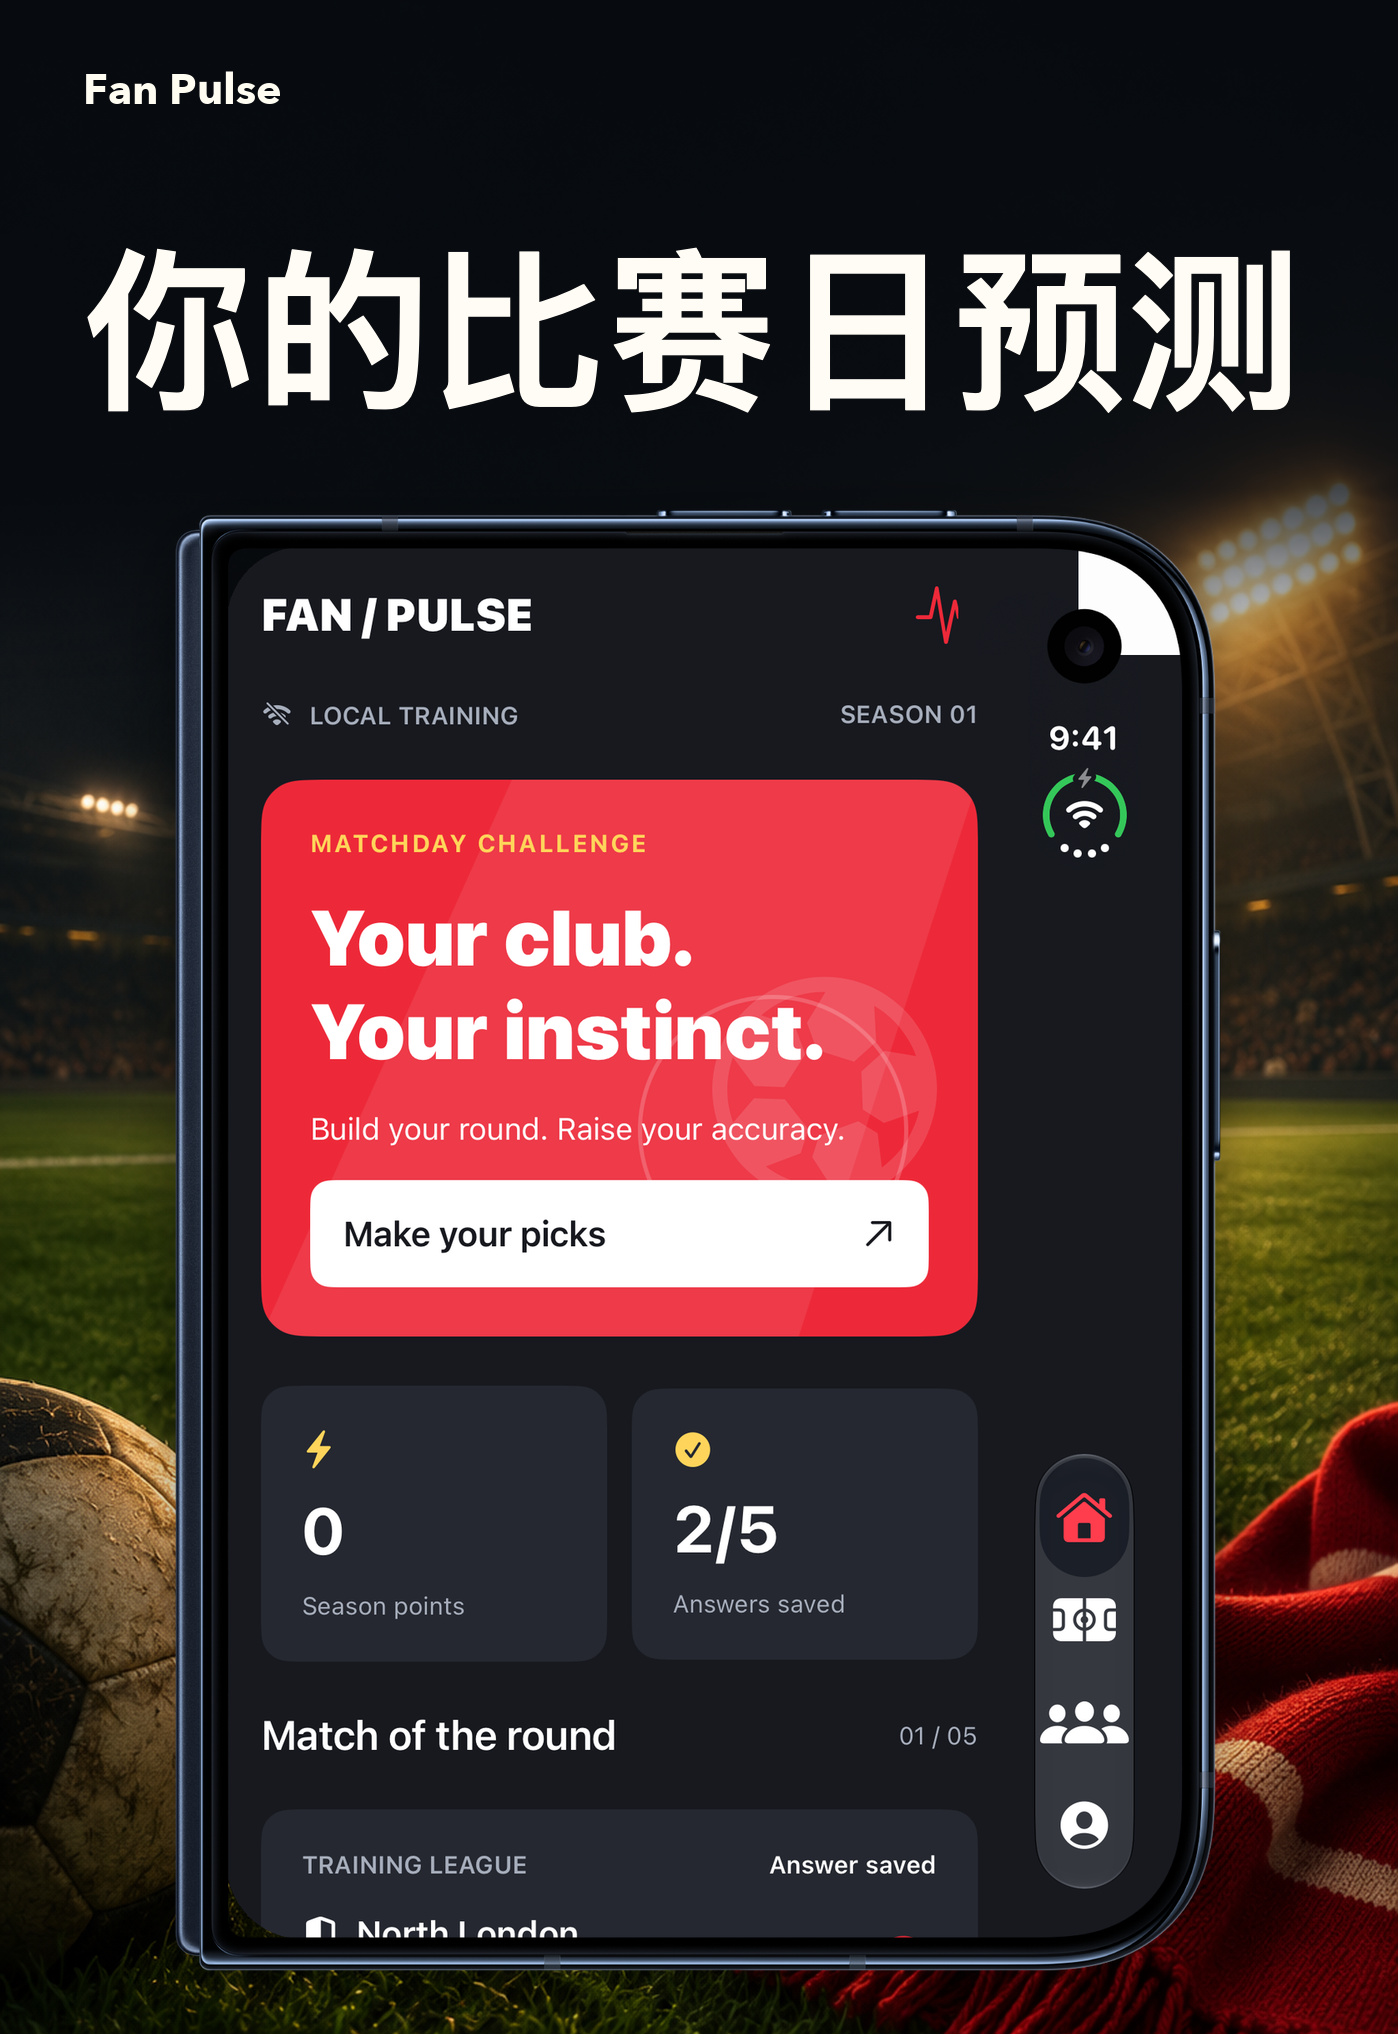 Fan Pulse
你的比赛日预测
FAN / PULSE
LOCAL TRAINING
SEASON 01
9:41
MATCHDAY CHALLENGE
Your club.
Your instinct.
Build your round. Raise your accuracy.
Make your picks
0
Season points
2/5
Answers saved
Match of the round
01 / 05
TRAINING LEAGUE
Answer saved
North London